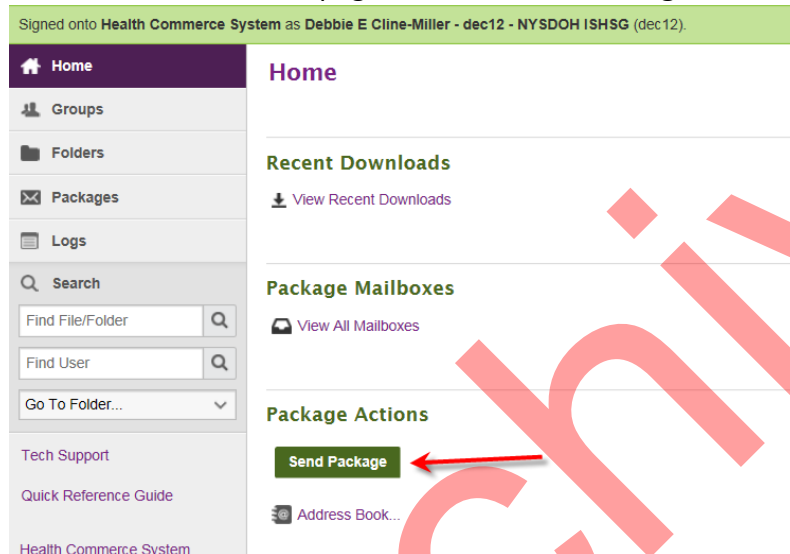 Signed onto Health Commerce System as Debbie E Cline-Miller - dec12 - NYSDOH ISHSG (dec12).
Home
Groups
Folders
Packages
Logs
Search
Find File/Folder
Find User
Go To Folder...
Tech Support
Quick Reference Guide
Health Commerce System
Home
Recent Downloads
View Recent Downloads
Package Mailboxes
View All Mailboxes
Package Actions
Send Package
Address Book...